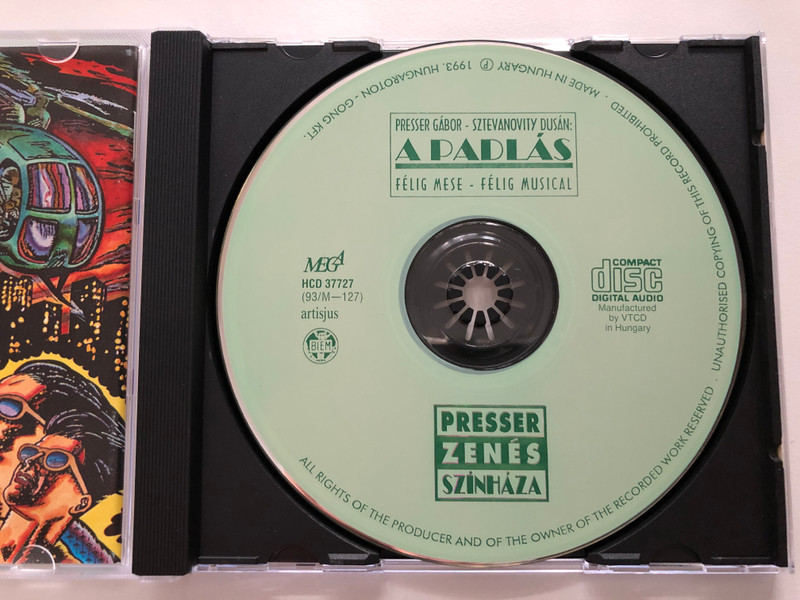 PRESSER GÁBOR - SZTEVANOVITY DUSÁN:
A PADLÁS
FÉLIG MESE - FÉLIG MUSICAL
MEGA
HCD 37727
(93/M—127)
artisjus
BIEM
COMPACT
disc
DIGITAL AUDIO
Manufactured
by VTCD
in Hungary
PRESSER
ZENÉS
SZÍNHÁZA
ALL RIGHTS OF THE PRODUCER AND OF THE OWNER OF THE RECORDED WORK RESERVED · UNAUTHORISED COPYING OF THIS RECORD PROHIBITED · MADE IN HUNGARY ℗ 1993. HUNGAROTON - GONG KFT.